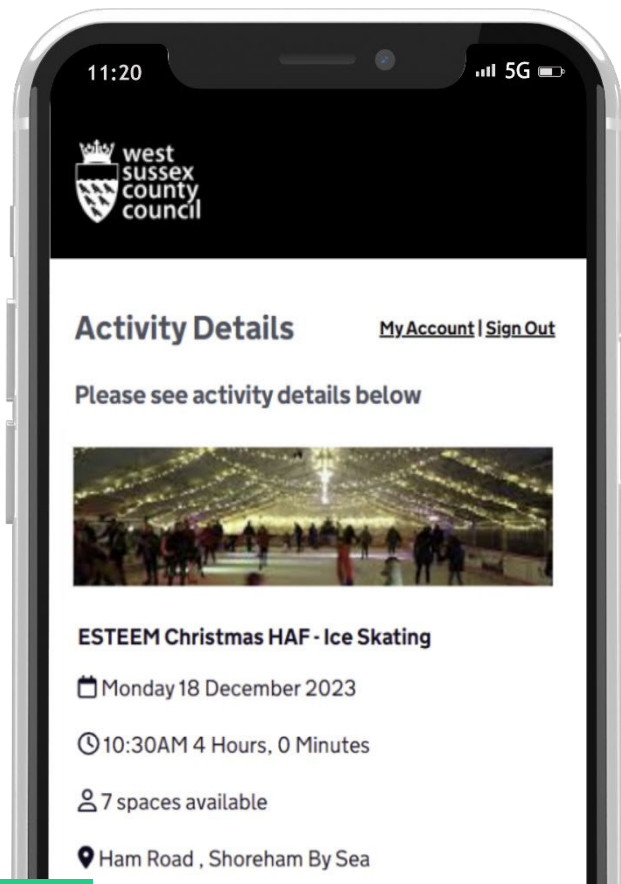 11:20
5G
west
sussex
county
council
Activity Details
My Account | Sign Out
Please see activity details below
ESTEEM Christmas HAF - Ice Skating
Monday 18 December 2023
10:30AM 4 Hours, 0 Minutes
7 spaces available
Ham Road , Shoreham By Sea